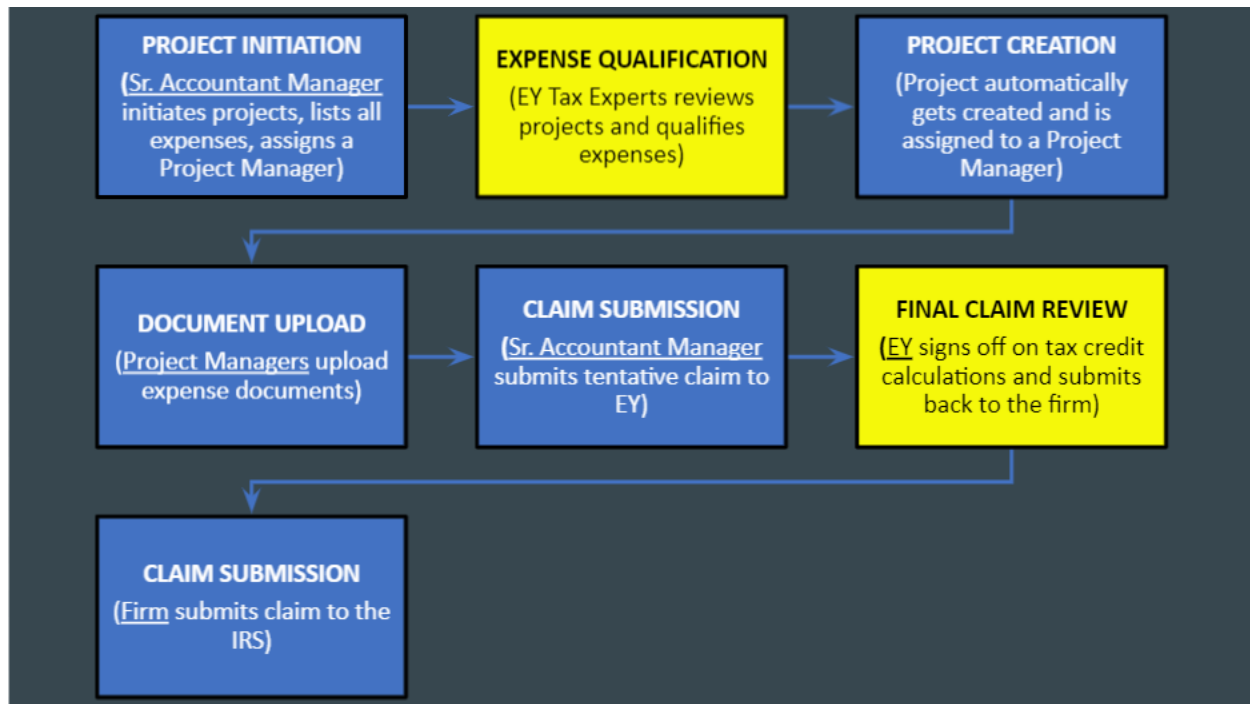 PROJECT INITIATION
(Sr. Accountant Manager
initiates projects, lists all
expenses, assigns a
Project Manager)
EXPENSE QUALIFICATION
(EY Tax Experts reviews
projects and qualifies
expenses)
PROJECT CREATION
(Project automatically
gets created and is
assigned to a Project
Manager)
DOCUMENT UPLOAD
(Project Managers upload
expense documents)
CLAIM SUBMISSION
(Sr. Accountant Manager
submits tentative claim to
EY)
FINAL CLAIM REVIEW
(EY signs off on tax credit
calculations and submits
back to the firm)
CLAIM SUBMISSION
(Firm submits claim to the
IRS)